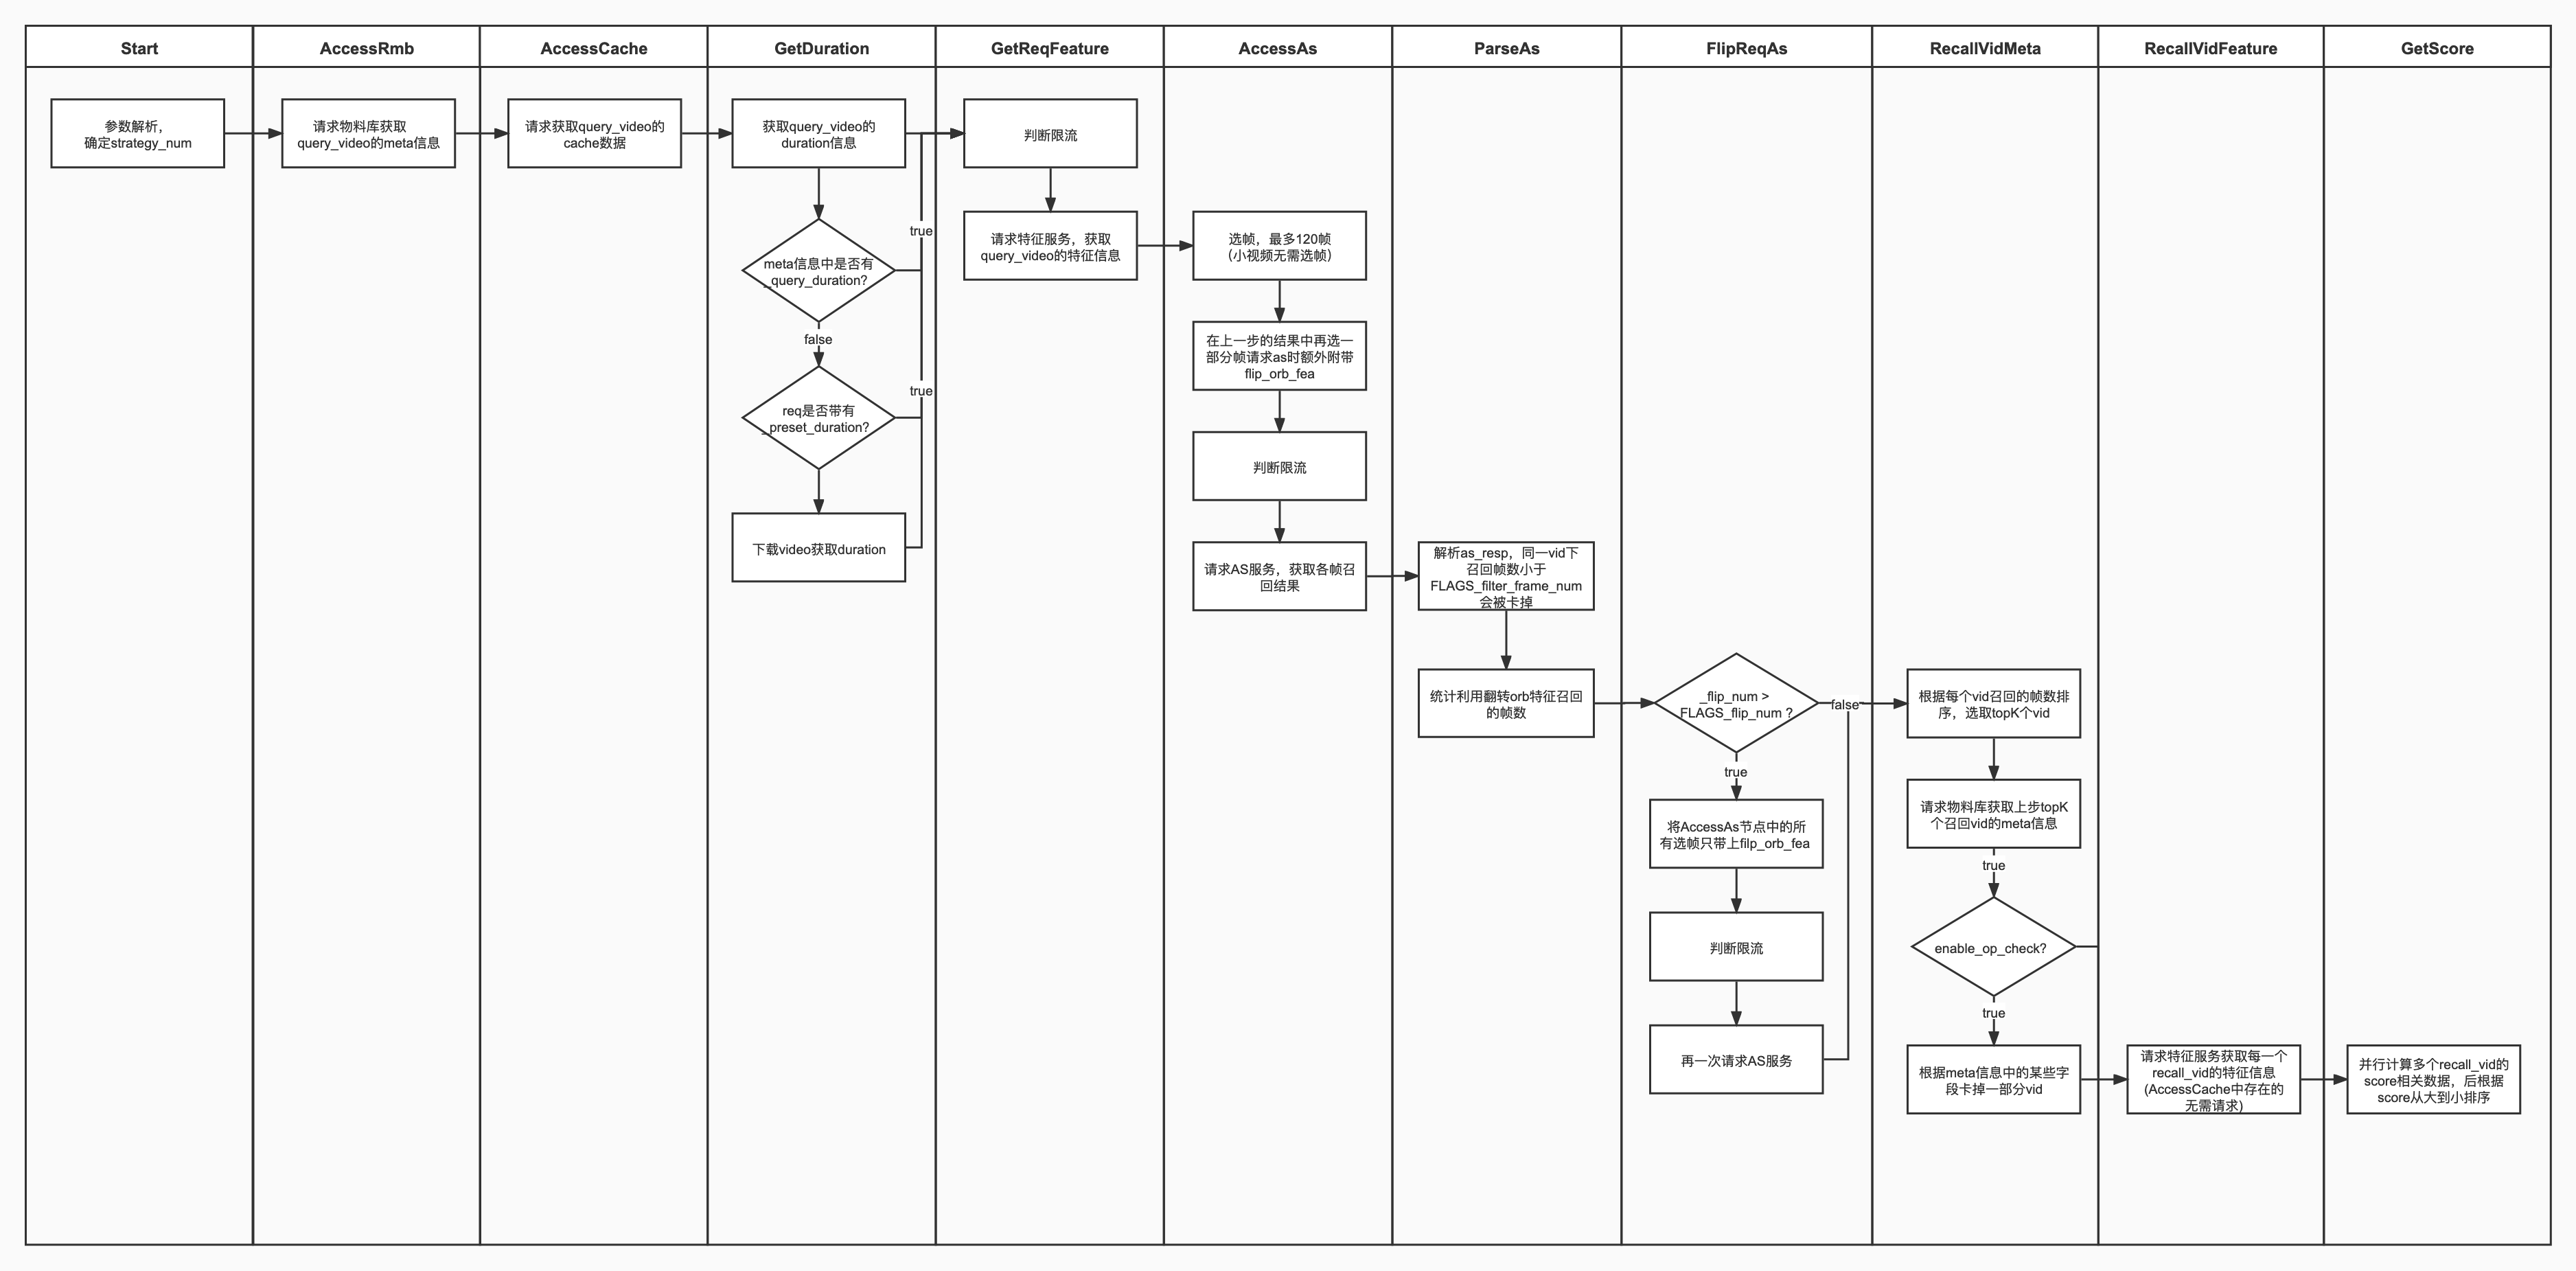 Start
AccessRmb
AccessCache
GetDuration
GetReqFeature
AccessAs
ParseAs
FlipReqAs
RecallVidMeta
RecallVidFeature
GetScore
参数解析，
确定strategy_num
请求物料库获取
query_video的meta信息
请求获取query_video的
cache数据
获取query_video的
duration信息
true
meta信息中是否有
_query_duration?
false
true
req是否带有
_preset_duration?
下载video获取duration
判断限流
请求特征服务，获取
query_video的特征信息
选帧，最多120帧
（小视频无需选帧）
在上一步的结果中再选一
部分帧请求as时额外附带
flip_orb_fea
判断限流
请求AS服务，获取各帧召
回结果
解析as_resp，同一vid下
召回帧数小于
FLAGS_filter_frame_num
会被卡掉
统计利用翻转orb特征召回
的帧数
_flip_num >
FLAGS_flip_num ?
false
true
将AccessAs节点中的所
有选帧只带上filp_orb_fea
判断限流
再一次请求AS服务
根据每个vid召回的帧数排
序，选取topK个vid
请求物料库获取上步topK
个召回vid的meta信息
true
enable_op_check?
true
根据meta信息中的某些字
段卡掉一部分vid
请求特征服务获取每一个
recall_vid的特征信息
(AccessCache中存在的
无需请求)
并行计算多个recall_vid的
score相关数据，后根据
score从大到小排序